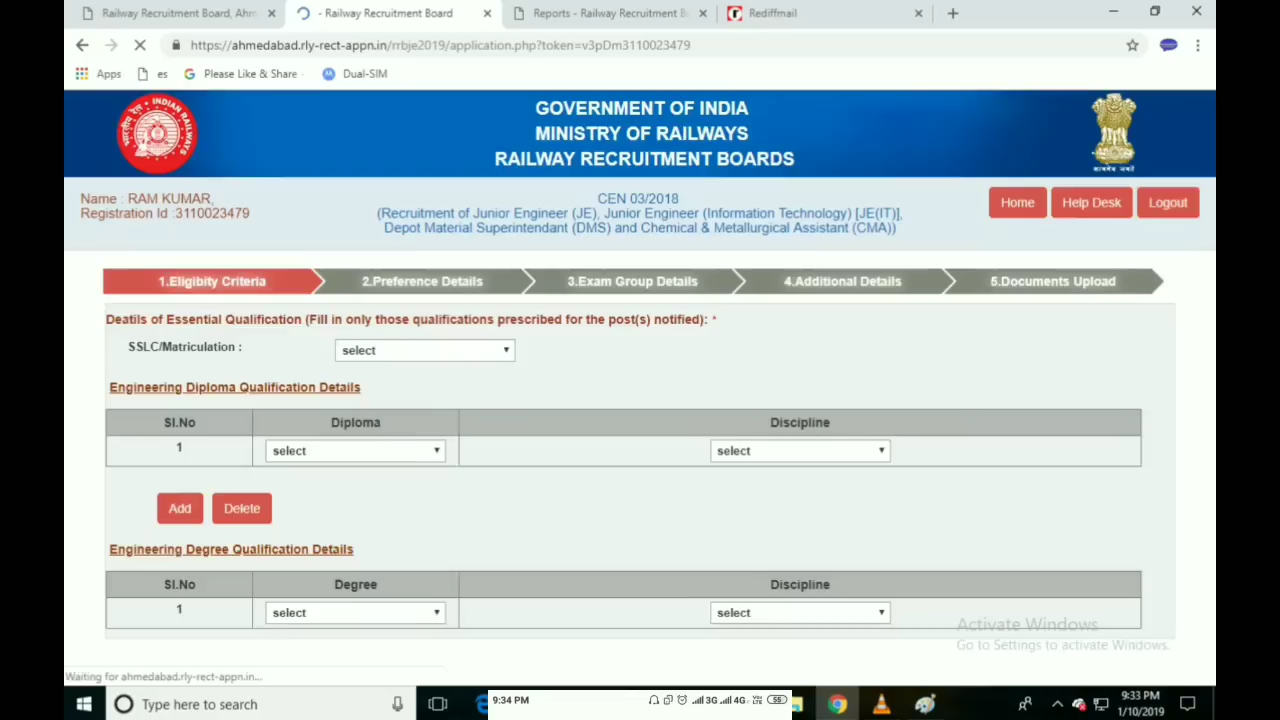 Railway Recruitment Board, Ahm
- Railway Recruitment Board
Reports - Railway Recruitment B
Rediffmail
https://ahmedabad.rly-rect-appn.in/rrbje2019/application.php?token=v3pDm3110023479
Apps
es
Please Like & Share
Dual-SIM
GOVERNMENT OF INDIA
MINISTRY OF RAILWAYS
RAILWAY RECRUITMENT BOARDS
Name : RAM KUMAR,
Registration Id :3110023479
CEN 03/2018
(Recruitment of Junior Engineer (JE), Junior Engineer (Information Technology) [JE(IT)],
Depot Material Superintendant (DMS) and Chemical & Metallurgical Assistant (CMA))
Home
Help Desk
Logout
1.Eligibity Criteria
2.Preference Details
3.Exam Group Details
4.Additional Details
5.Documents Upload
Deatils of Essential Qualification (Fill in only those qualifications prescribed for the post(s) notified): *
SSLC/Matriculation :
select
Engineering Diploma Qualification Details
Sl.No
Diploma
Discipline
1
select
select
Add
Delete
Engineering Degree Qualification Details
Sl.No
Degree
Discipline
1
select
select
Activate Windows
Go to Settings to activate Windows.
Waiting for ahmedabad.rly-rect-appn.in...
Type here to search
9:34 PM
3G
4G
55
9:33 PM
1/10/2019